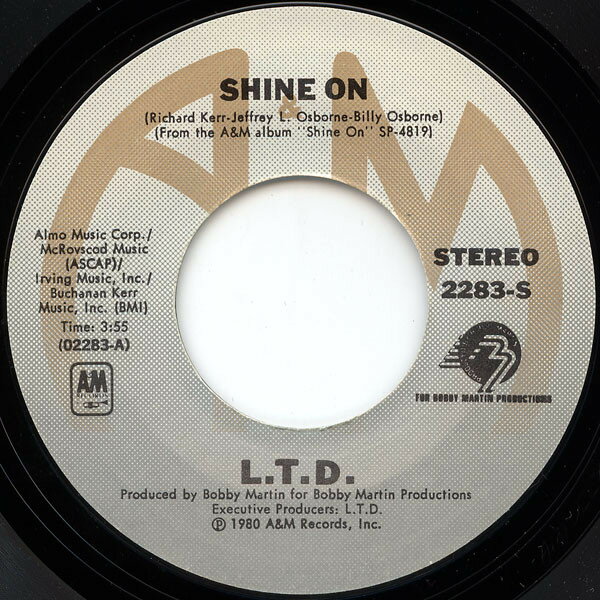 SHINE ON
(Richard Kerr-Jeffrey L. Osborne-Billy Osborne)
(From the A&M album "Shine On" SP-4819)
Almo Music Corp./
McRovscod Music
(ASCAP)/
Irving Music, Inc./
Buchanan Kerr
Music, Inc. (BMI)
Time: 3:55
(02283-A)
AM
RECORDS
STEREO
2283-S
FOR BOBBY MARTIN PRODUCTIONS
L.T.D.
Produced by Bobby Martin for Bobby Martin Productions
Executive Producers: L.T.D.
℗ 1980 A&M Records, Inc.